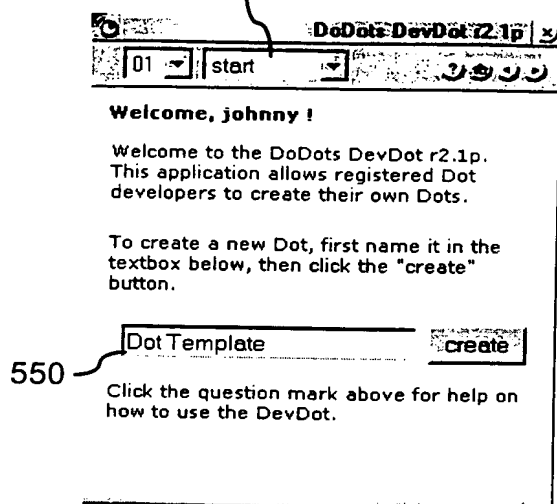 DoDots DevDot r2.1p
01 start
Welcome, johnny !
Welcome to the DoDots DevDot r2.1p.
This application allows registered Dot
developers to create their own Dots.
To create a new Dot, first name it in the
textbox below, then click the "create"
button.
Dot Template create
550
Click the question mark above for help on
how to use the DevDot.